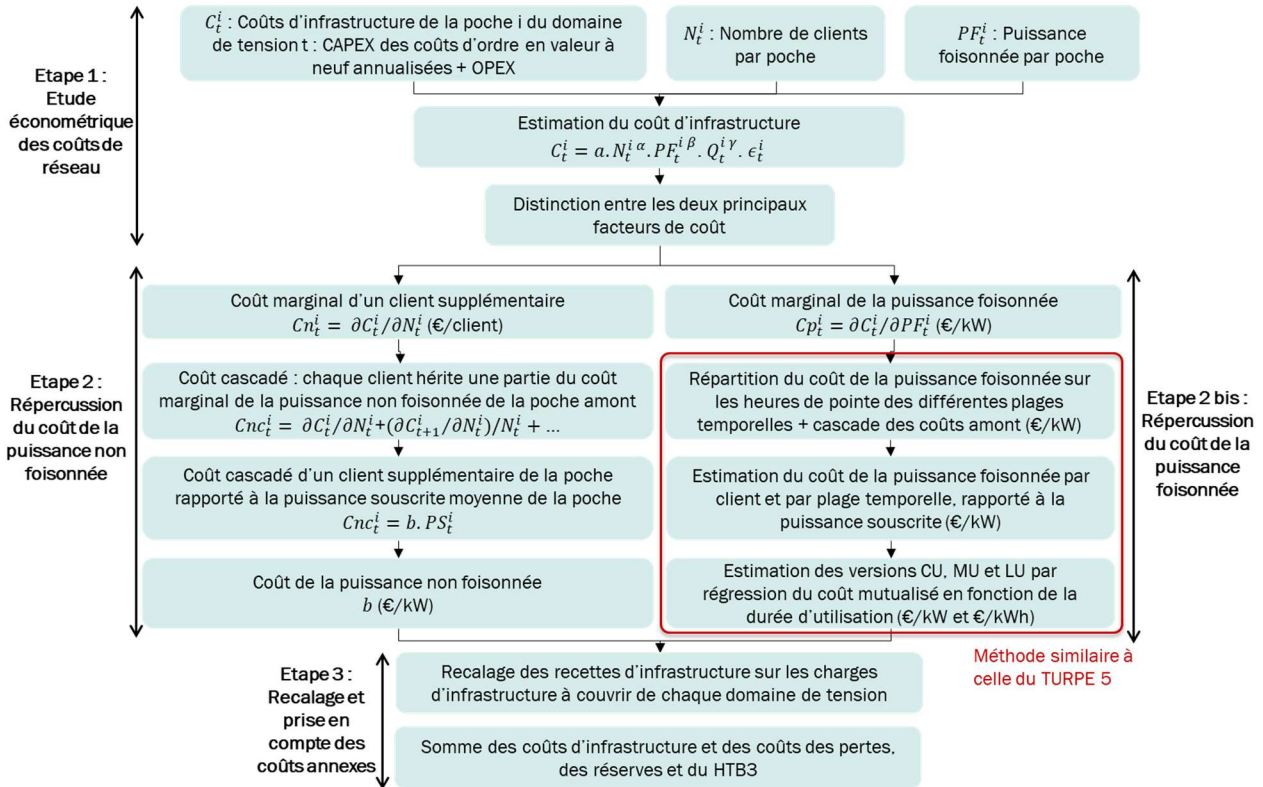 Etape 1 :
Etude
économétrique
des coûts de
réseau
C_t^i : Coûts d'infrastructure de la poche i du domaine
de tension t : CAPEX des coûts d'ordre en valeur à
neuf annualisées + OPEX
N_t^i : Nombre de clients
par poche
PF_t^i : Puissance
foisonnée par poche
Estimation du coût d'infrastructure
C_t^i = a. N_t^{i α}. PF_t^{i β}. Q_t^{i γ}. ϵ_t^i
Distinction entre les deux principaux
facteurs de coût
Etape 2 :
Répercussion
du coût de la
puissance non
foisonnée
Coût marginal d'un client supplémentaire
Cn_t^i = ∂C_t^i/∂N_t^i (€/client)
Coût cascadé : chaque client hérite une partie du coût
marginal de la puissance non foisonnée de la poche amont
Cnc_t^i = ∂C_t^i/∂N_t^i+(∂C_{t+1}^i/∂N_t^i)/N_t^i + ...
Coût cascadé d'un client supplémentaire de la poche
rapporté à la puissance souscrite moyenne de la poche
Cnc_t^i = b. PS_t^i
Coût de la puissance non foisonnée
b (€/kW)
Coût marginal de la puissance foisonnée
Cp_t^i = ∂C_t^i/∂PF_t^i (€/kW)
Répartition du coût de la puissance foisonnée sur
les heures de pointe des différentes plages
temporelles + cascade des coûts amont (€/kW)
Estimation du coût de la puissance foisonnée par
client et par plage temporelle, rapporté à la
puissance souscrite (€/kW)
Estimation des versions CU, MU et LU par
régression du coût mutualisé en fonction de la
durée d'utilisation (€/kW et €/kWh)
Etape 2 bis :
Répercussion
du coût de la
puissance
foisonnée
Méthode similaire à
celle du TURPE 5
Etape 3 :
Recalage et
prise en
compte des
coûts annexes
Recalage des recettes d'infrastructure sur les charges
d'infrastructure à couvrir de chaque domaine de tension
Somme des coûts d'infrastructure et des coûts des pertes,
des réserves et du HTB3